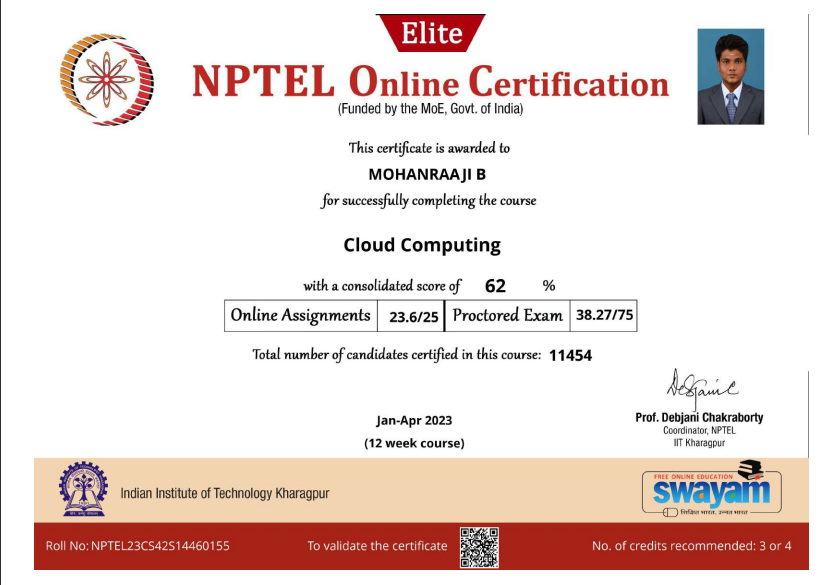 Elite
NPTEL Online Certification
(Funded by the MoE, Govt. of India)
This certificate is awarded to
MOHANRAAJI B
for successfully completing the course
Cloud Computing
with a consolidated score of 62 %
Online Assignments 23.6/25 Proctored Exam 38.27/75
Total number of candidates certified in this course: 11454
Jan-Apr 2023
(12 week course)
Prof. Debjani Chakraborty
Coordinator, NPTEL
IIT Kharagpur
Indian Institute of Technology Kharagpur
FREE ONLINE EDUCATION
swayam
शिक्षित भारत, उन्नत भारत
Roll No: NPTEL23CS42S14460155
To validate the certificate
No. of credits recommended: 3 or 4